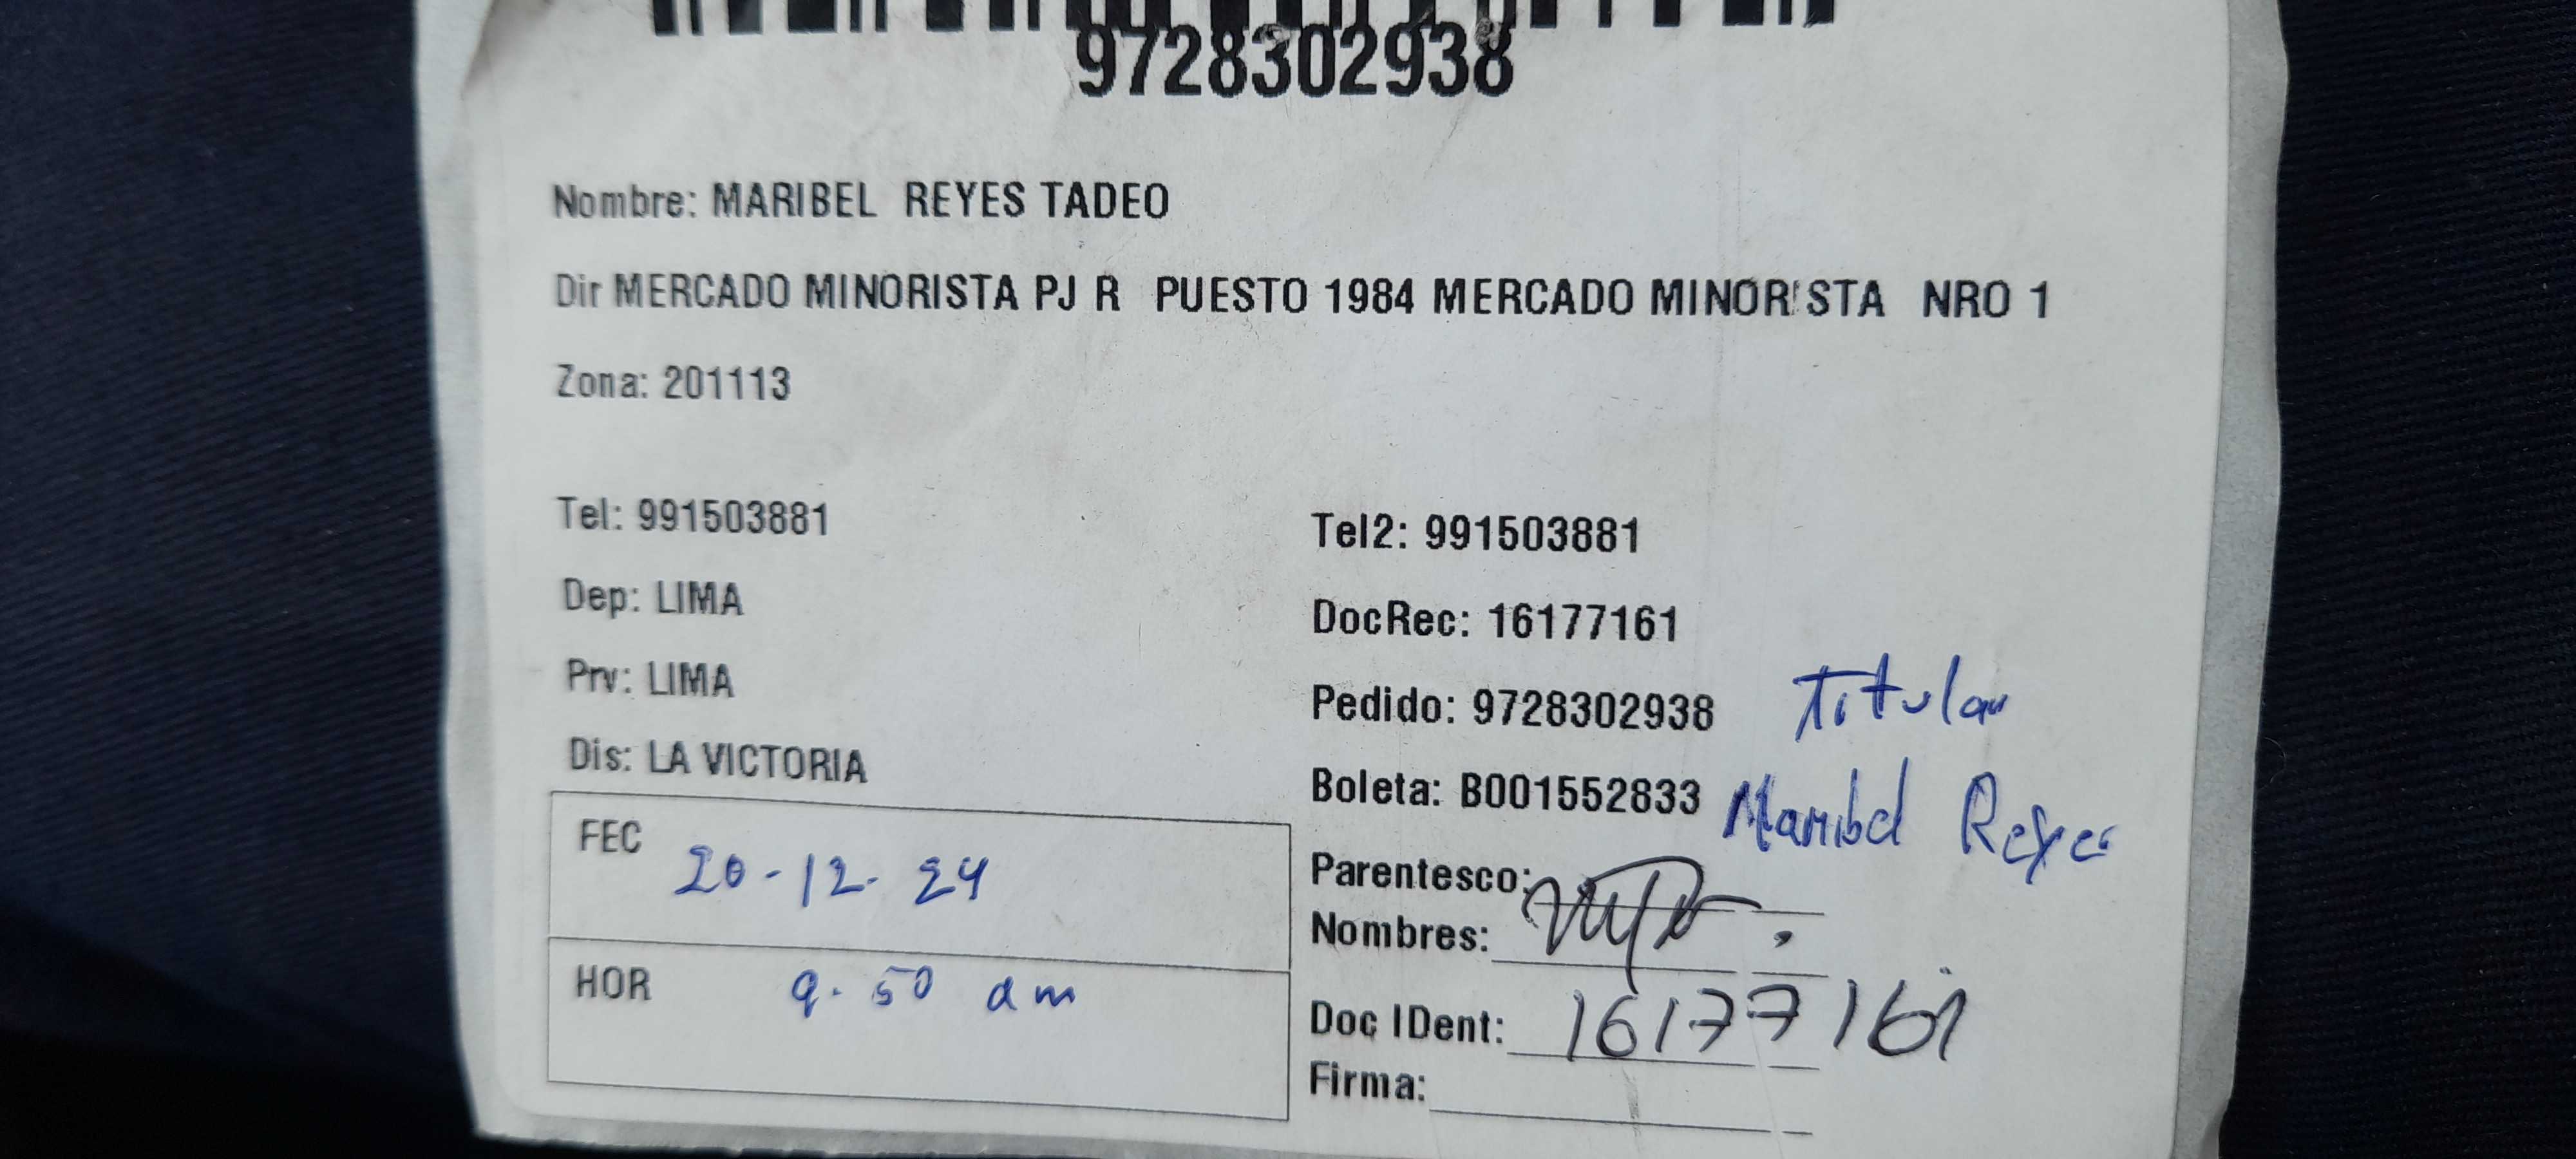 9728302938
Nombre: MARIBEL REYES TADEO
Dir MERCADO MINORISTA PJ R PUESTO 1984 MERCADO MINORISTA NRO 1
Zona: 201113
Tel: 991503881
Tel2: 991503881
Dep: LIMA
DocRec: 16177161
Prv: LIMA
Pedido: 9728302938 Titular
Dis: LA VICTORIA
Boleta: B001552833 Maribel Reyes
FEC 20-12-24
Parentesco:
Nombres:
HOR 9.50 am
Doc IDent: 16177161
Firma: